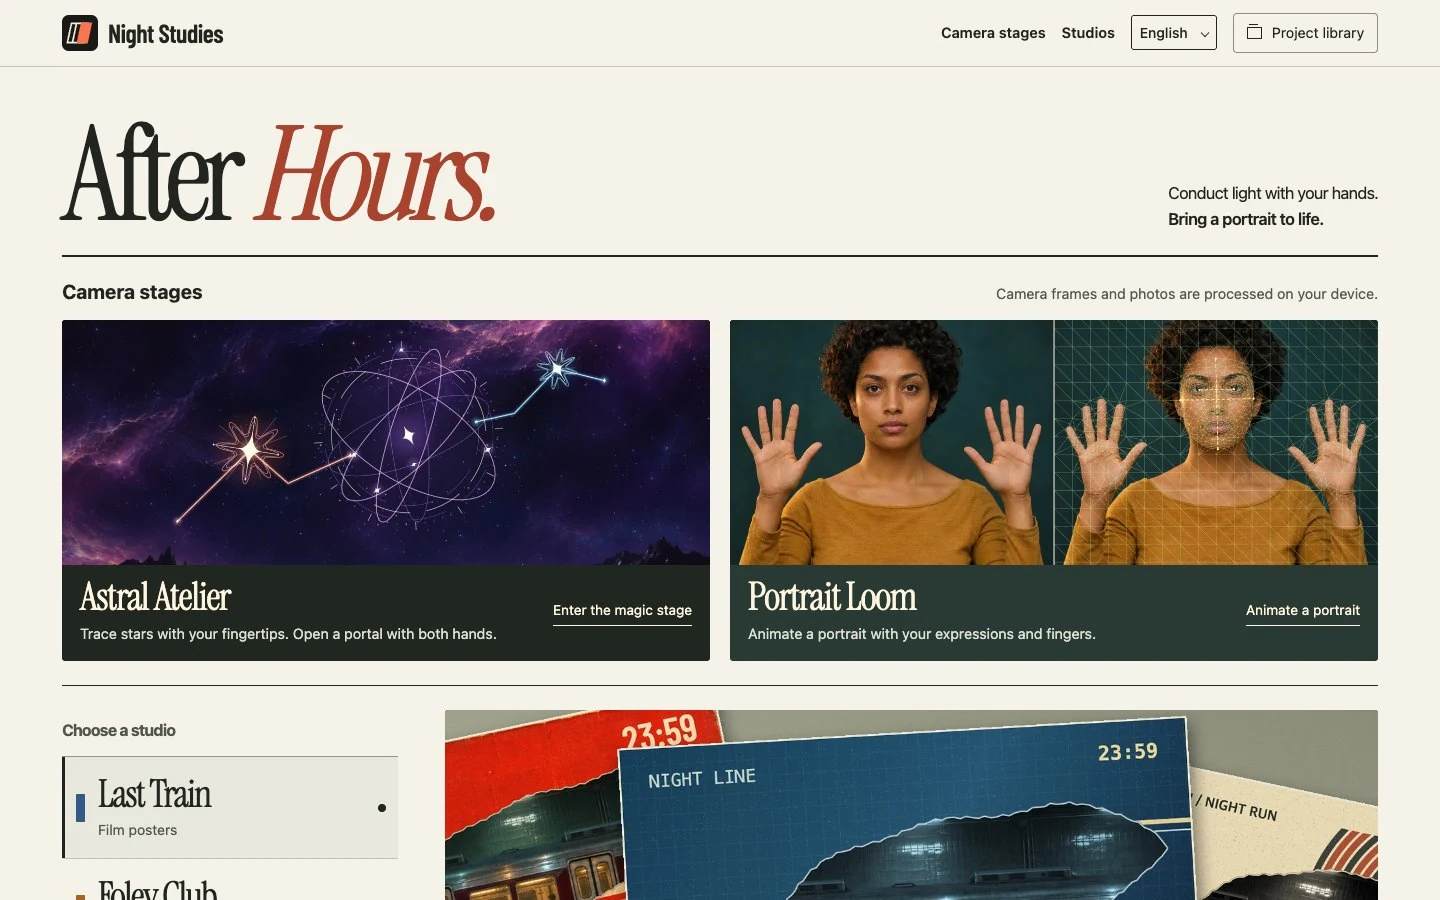 Night Studies
Camera stages
Studios
English
Project library
After Hours.
Conduct light with your hands.
Bring a portrait to life.
Camera stages
Camera frames and photos are processed on your device.
Astral Atelier
Trace stars with your fingertips. Open a portal with both hands.
Enter the magic stage
Portrait Loom
Animate a portrait with your expressions and fingers.
Animate a portrait
Choose a studio
Last Train
Film posters
Foley Club
23:59
NIGHT LINE
23:59
/ NIGHT RUN